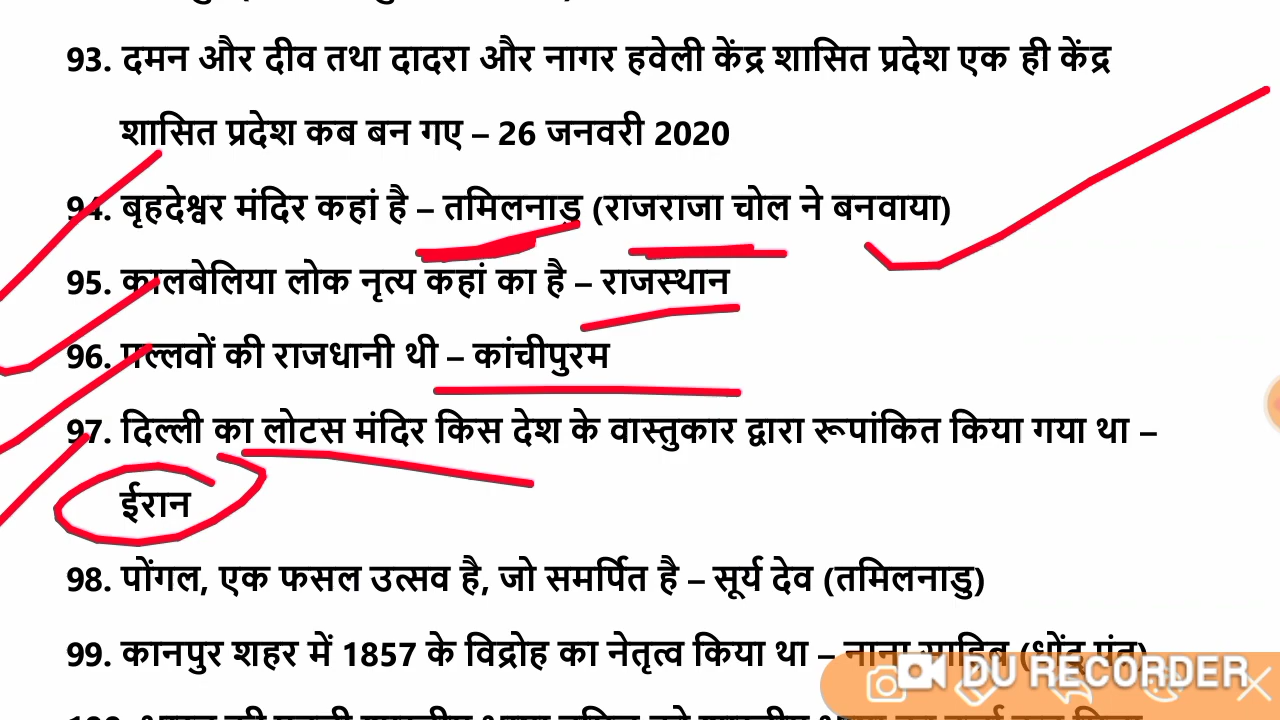 93. दमन और दीव तथा दादरा और नागर हवेली केंद्र शासित प्रदेश एक ही केंद्र
शासित प्रदेश कब बन गए – 26 जनवरी 2020
94. बृहदेश्वर मंदिर कहां है – तमिलनाडु (राजराजा चोल ने बनवाया)
95. कालबेलिया लोक नृत्य कहां का है – राजस्थान
96. पल्लवों की राजधानी थी – कांचीपुरम
97. दिल्ली का लोटस मंदिर किस देश के वास्तुकार द्वारा रूपांकित किया गया था –
ईरान
98. पोंगल, एक फसल उत्सव है, जो समर्पित है – सूर्य देव (तमिलनाडु)
99. कानपुर शहर में 1857 के विद्रोह का नेतृत्व किया था – नाना साहिब (धोंदू पंत)
DU RECORDER